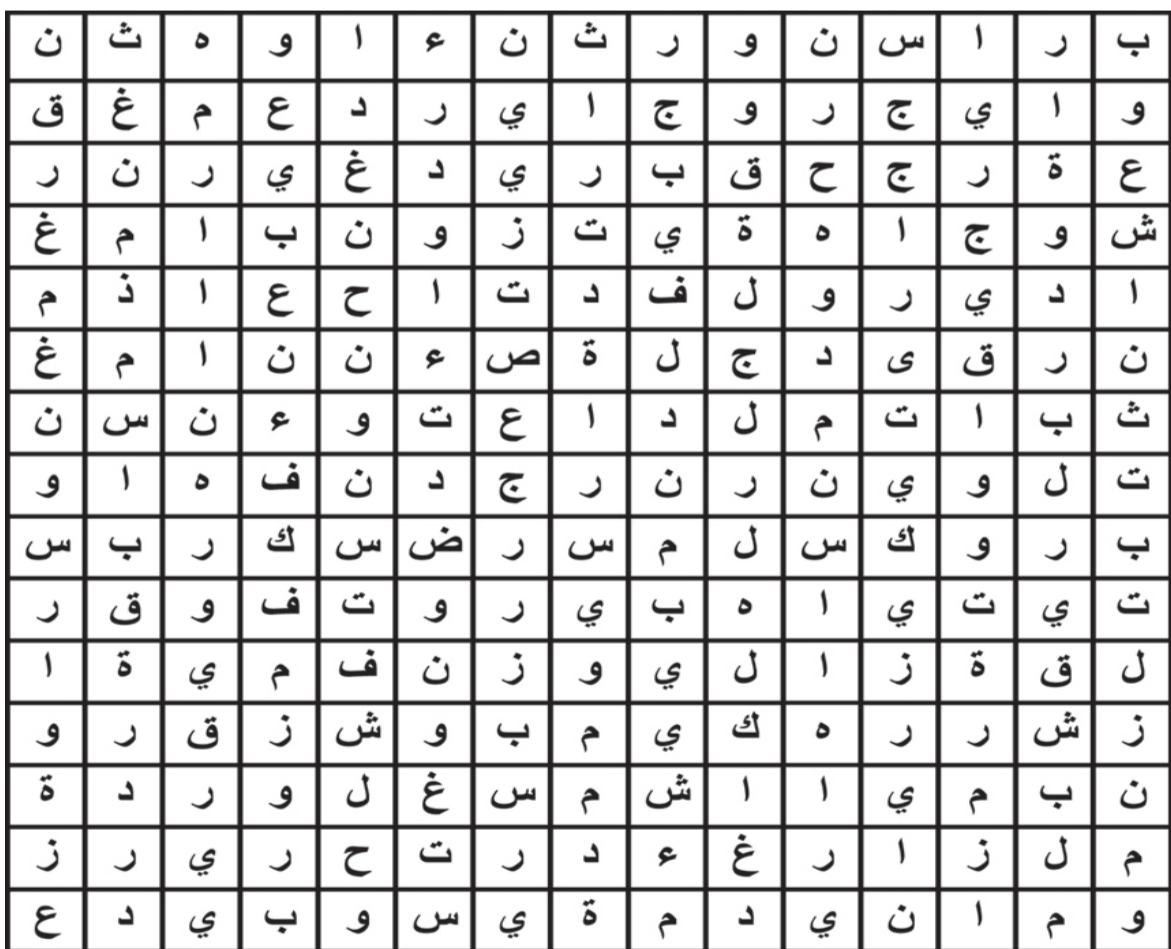 ب ر ا س ن و ر ث ن ء ا و ه ث ن
و ا ي ج ر و ج ا ي ر د ع م غ ق
ع ة ر ج ح ق ب ر ي د غ ي ر ن ر
ش و ج ا ه ة ي ت ز و ن ب ا م غ
ا د ي ر و ل ف د ت ا ح ع ا ذ م
ن ر ق ى د ج ل ة ص ء ن ن ا م غ
ث ب ا ت م ل د ا ع ت و ء ن س ن
ت ل و ي ن ر ن ر ج د ن ف ه ا و
ب ر و ك س ل م س ر ض س ك ر ب س
ت ي ت ي ا ه ب ي ر و ت ف و ق ر
ل ق ة ز ا ل ي و ز ن ف م ي ة ا
ز ش ر ر ه ك ي م ب و ش ز ق ر و
ن ب م ي ا ا ش م س غ ل و ر د ة
م ل ز ا ر غ ء د ر ت ح ر ي ر ز
و م ا ن ي د م ة ي س و ب ي د ع